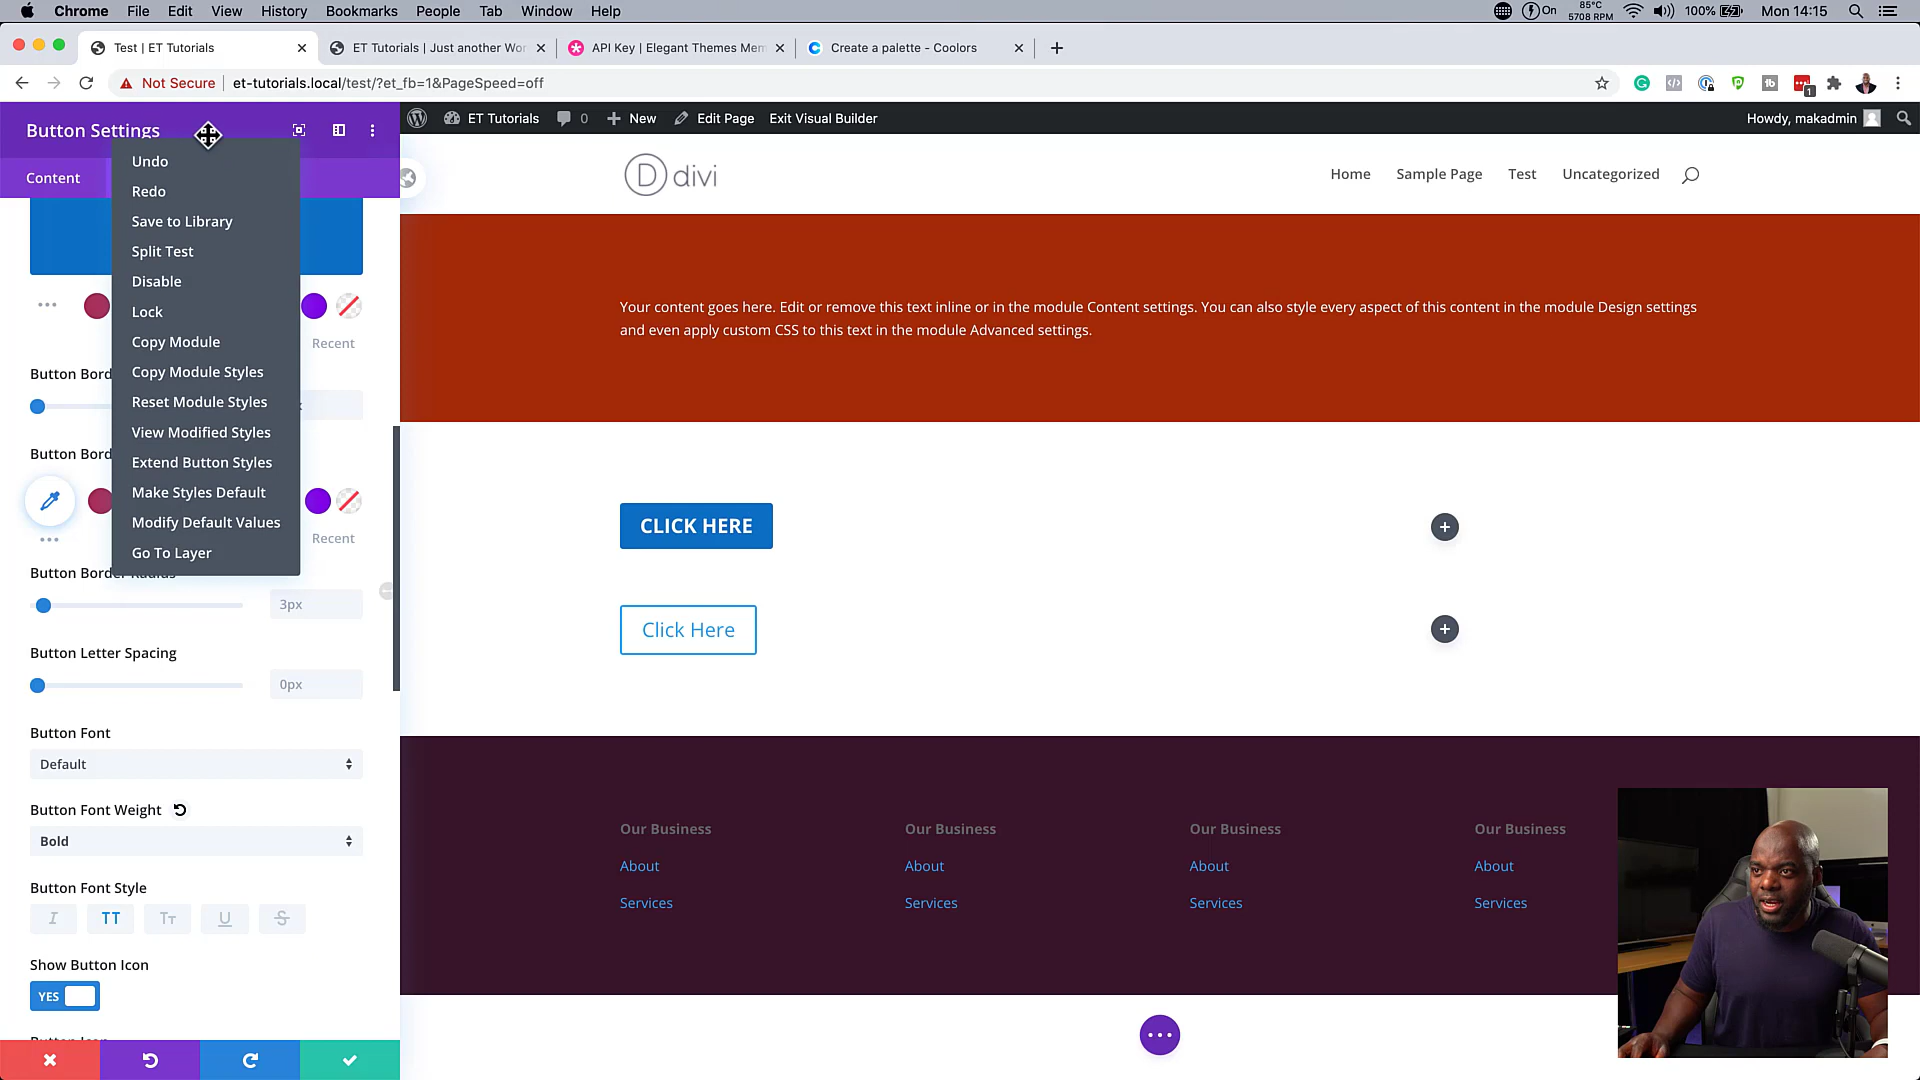 Chrome File Edit View History Bookmarks People Tab Window Help
On 85°C 5708 RPM 100% Mon 14:15
Test | ET Tutorials
ET Tutorials | Just another Wor
API Key | Elegant Themes Mem
Create a palette - Coolors
Not Secure et-tutorials.local/test/?et_fb=1&PageSpeed=off
1
ET Tutorials 0 New Edit Page Exit Visual Builder
Howdy, makadmin
Button Settings
Content
Undo
Redo
Save to Library
Split Test
Disable
Lock
Copy Module
Copy Module Styles
Reset Module Styles
View Modified Styles
Extend Button Styles
Make Styles Default
Modify Default Values
Go To Layer
Recent
Button Bord
Button Bord
Recent
Button Border Radius
3px
Button Letter Spacing
0px
Button Font
Default
Button Font Weight
Bold
Button Font Style
I TT Tт U S
Show Button Icon
YES
D divi
Home Sample Page Test Uncategorized
Your content goes here. Edit or remove this text inline or in the module Content settings. You can also style every aspect of this content in the module Design settings
and even apply custom CSS to this text in the module Advanced settings.
CLICK HERE
Click Here
Our Business Our Business Our Business Our Business
About About About About
Services Services Services Services